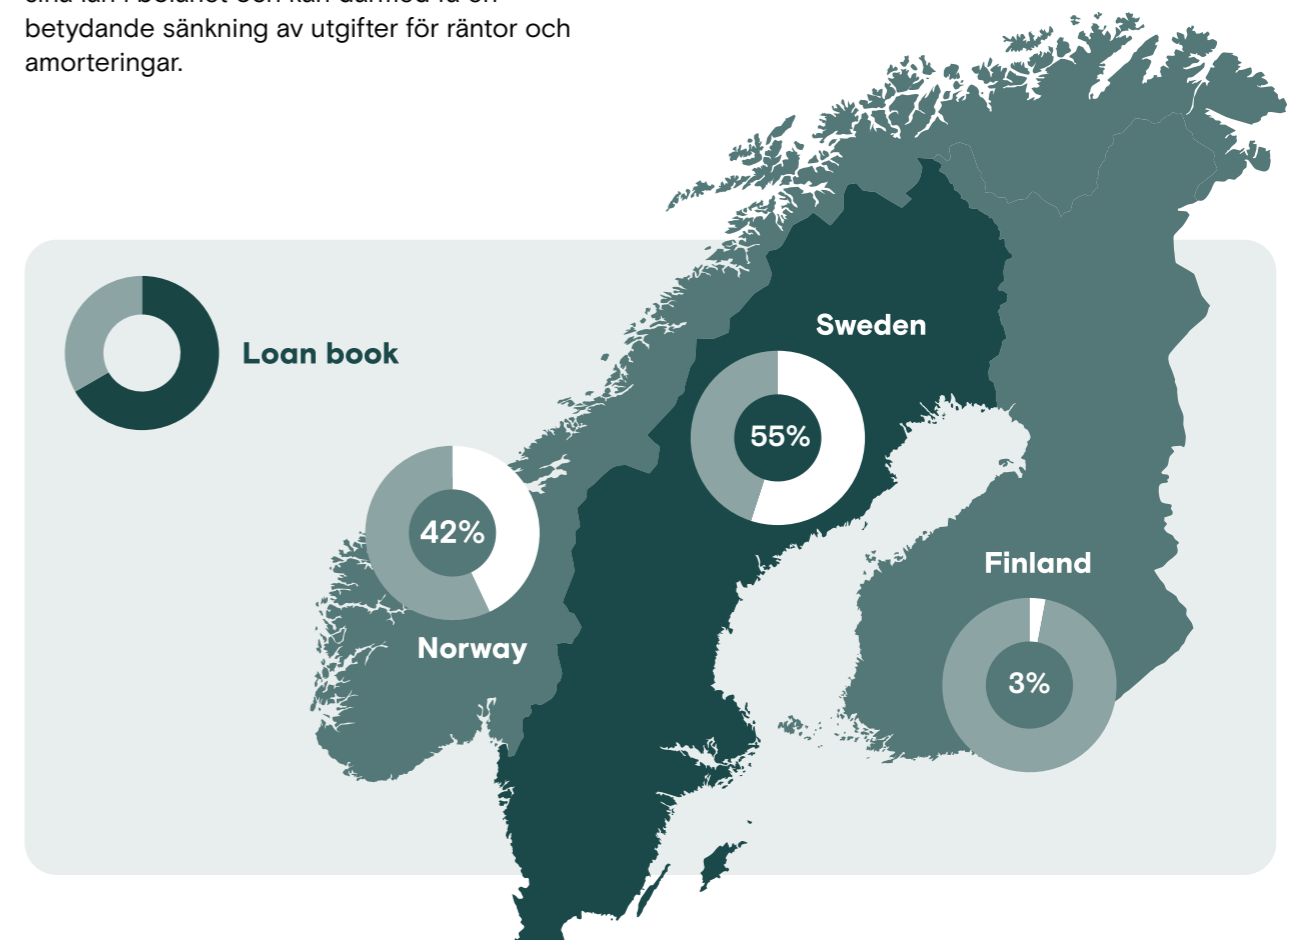 betydande sänkning av utgifter för räntor och
amorteringar.
Loan book
Sweden
55%
42%
Norway
Finland
3%